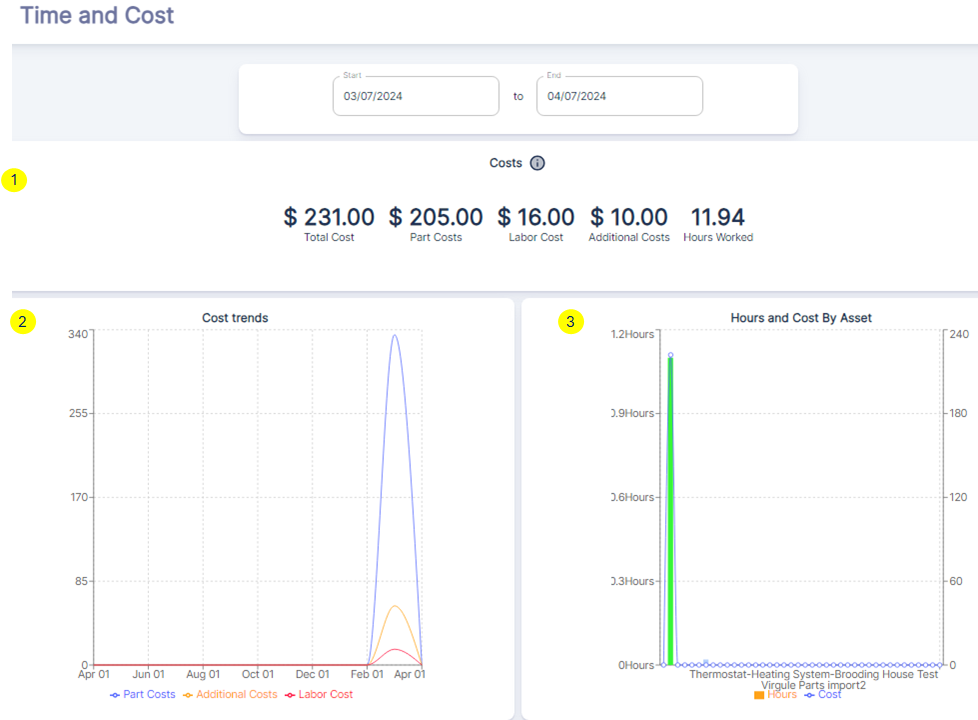 Time and Cost
Start
03/07/2024
to
End
04/07/2024
Costs
1
$ 231.00 $ 205.00 $ 16.00 $ 10.00 11.94
Total Cost Part Costs Labor Cost Additional Costs Hours Worked
2
Cost trends
340
255
170
85
0
Apr 01 Jun 01 Aug 01 Oct 01 Dec 01 Feb 01 Apr 01
Part Costs Additional Costs Labor Cost
3
Hours and Cost By Asset
1.2Hours 240
0.9Hours 180
0.6Hours 120
0.3Hours 60
0Hours 0
Thermostat-Heating System-Brooding House Test
Virgule Parts import2
Hours Cost